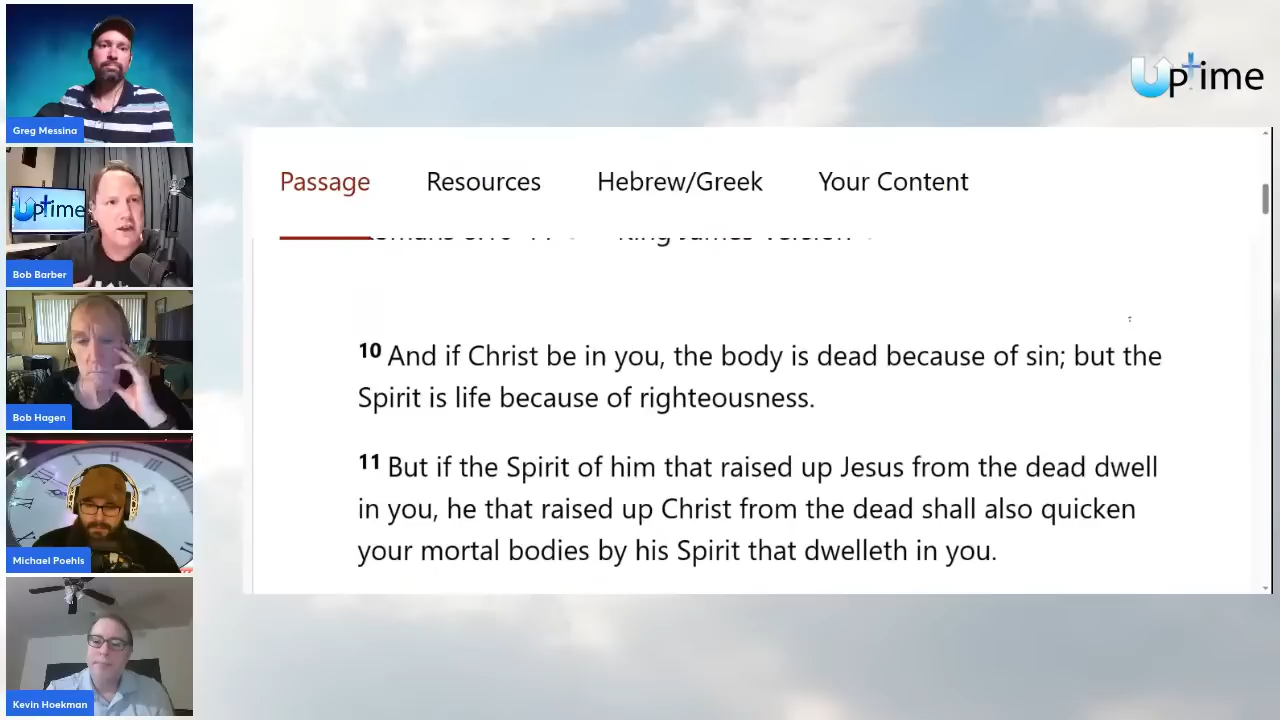 Greg Messina
Uptime
Bob Barber
Bob Hagen
Michael Poehls
Kevin Hoekman
Uptime
Passage Resources Hebrew/Greek Your Content
King James Version
10 And if Christ be in you, the body is dead because of sin; but the
Spirit is life because of righteousness.
11 But if the Spirit of him that raised up Jesus from the dead dwell
in you, he that raised up Christ from the dead shall also quicken
your mortal bodies by his Spirit that dwelleth in you.